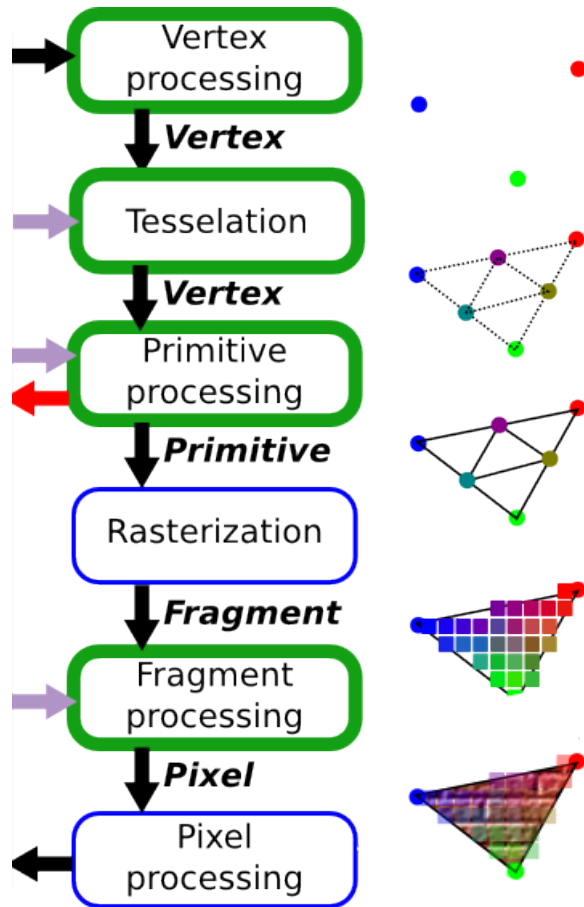 Vertex
processing
Vertex
Tesselation
Vertex
Primitive
processing
Primitive
Rasterization
Fragment
Fragment
processing
Pixel
Pixel
processing